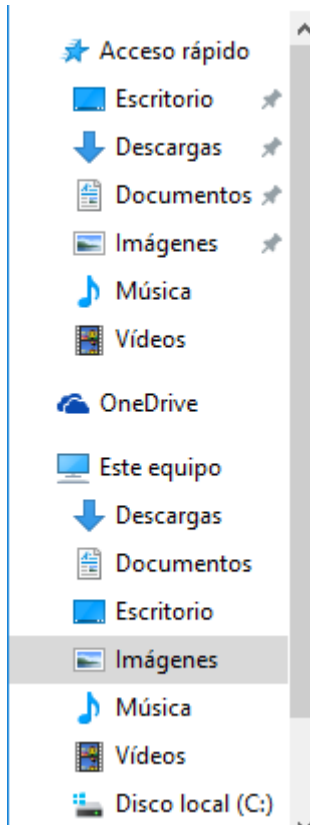 Acceso rápido
Escritorio
Descargas
Documentos
Imágenes
Música
Vídeos
OneDrive
Este equipo
Descargas
Documentos
Escritorio
Imágenes
Música
Vídeos
Disco local (C:)